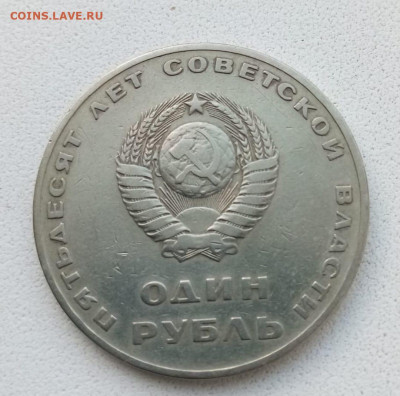 COINS.LAVE.RU
ПЯТЬДЕСЯТ ЛЕТ СОВЕТСКОЙ ВЛАСТИ
ОДИН
РУБЛЬ